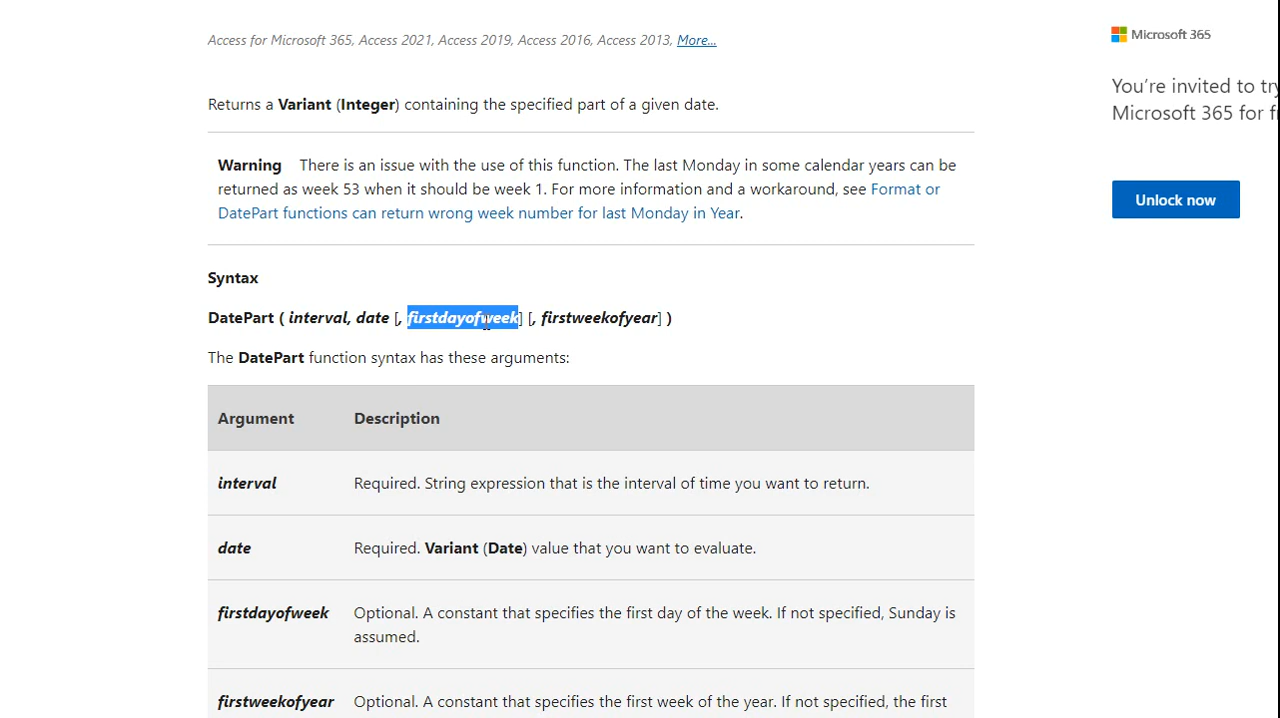 Access for Microsoft 365, Access 2021, Access 2019, Access 2016, Access 2013, More...
Microsoft 365
You're invited to try
Microsoft 365 for f
Unlock now
Returns a Variant (Integer) containing the specified part of a given date.
Warning There is an issue with the use of this function. The last Monday in some calendar years can be
returned as week 53 when it should be week 1. For more information and a workaround, see Format or
DatePart functions can return wrong week number for last Monday in Year.
Syntax
DatePart ( interval, date [, firstdayofweek] [, firstweekofyear] )
The DatePart function syntax has these arguments:
Argument Description
interval Required. String expression that is the interval of time you want to return.
date Required. Variant (Date) value that you want to evaluate.
firstdayofweek Optional. A constant that specifies the first day of the week. If not specified, Sunday is
assumed.
firstweekofyear Optional. A constant that specifies the first week of the year. If not specified, the first